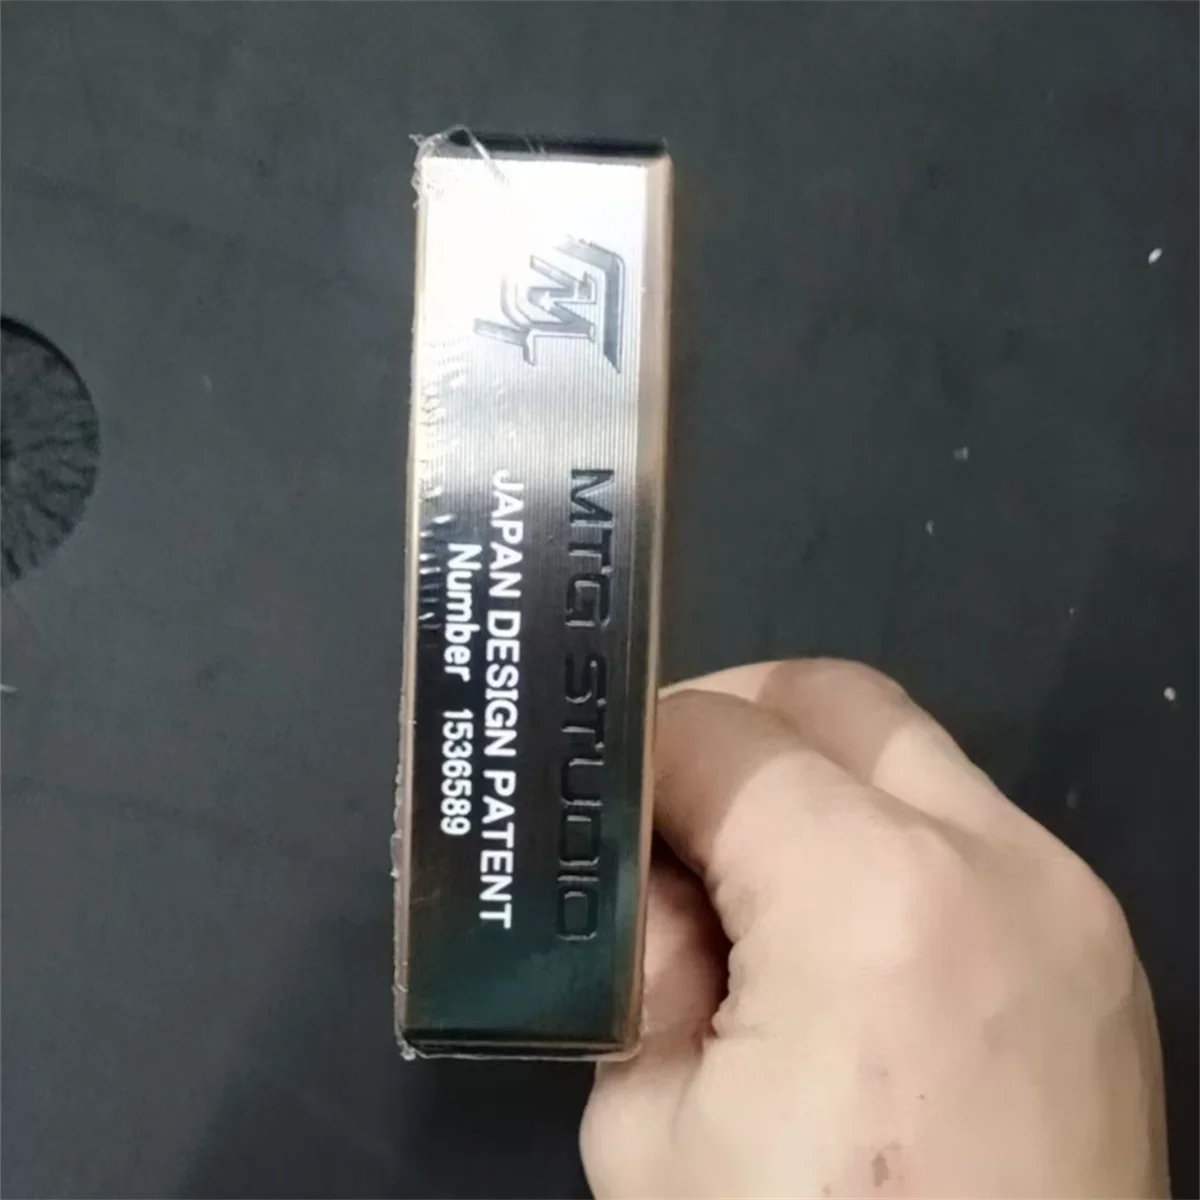 MTG STUDIO
JAPAN DESIGN PATENT
Number 1536589